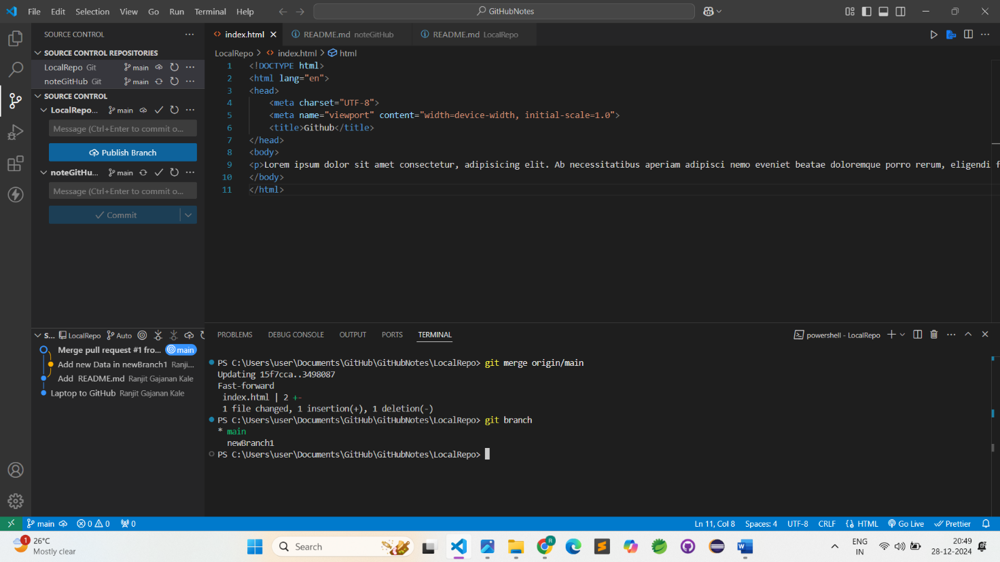 File Edit Selection View Go Run Terminal Help
GitHubNotes
SOURCE CONTROL
SOURCE CONTROL REPOSITORIES
LocalRepo Git main
noteGitHub Git main
SOURCE CONTROL
LocalRepo... main
Message (Ctrl+Enter to commit o...
Publish Branch
noteGitHu... main
Message (Ctrl+Enter to commit o...
Commit
S... LocalRepo Auto
Merge pull request #1 fro... main
Add new Data in newBranch1 Ranji...
Add README.md Ranjit Gajanan Kale
Laptop to GitHub Ranjit Gajanan Kale
index.html README.md noteGitHub README.md LocalRepo
LocalRepo > index.html > html
1 <!DOCTYPE html>
2 <html lang="en">
3 <head>
4 <meta charset="UTF-8">
5 <meta name="viewport" content="width=device-width, initial-scale=1.0">
6 <title>Github</title>
7 </head>
8 <body>
9 <p>Lorem ipsum dolor sit amet consectetur, adipisicing elit. Ab necessitatibus aperiam adipisci nemo eveniet beatae doloremque porro rerum, eligendi f
10 </body>
11 </html>
PROBLEMS DEBUG CONSOLE OUTPUT PORTS TERMINAL
powershell - LocalRepo
PS C:\Users\user\Documents\GitHub\GitHubNotes\LocalRepo> git merge origin/main
Updating 15f7cca..3498087
Fast-forward
index.html | 2 +-
1 file changed, 1 insertion(+), 1 deletion(-)
PS C:\Users\user\Documents\GitHub\GitHubNotes\LocalRepo> git branch
* main
newBranch1
PS C:\Users\user\Documents\GitHub\GitHubNotes\LocalRepo>
main 0 0 0
Ln 11, Col 8 Spaces: 4 UTF-8 CRLF {} HTML Go Live Prettier
1 26°C
Mostly clear
Search
ENG
IN
20:49
28-12-2024